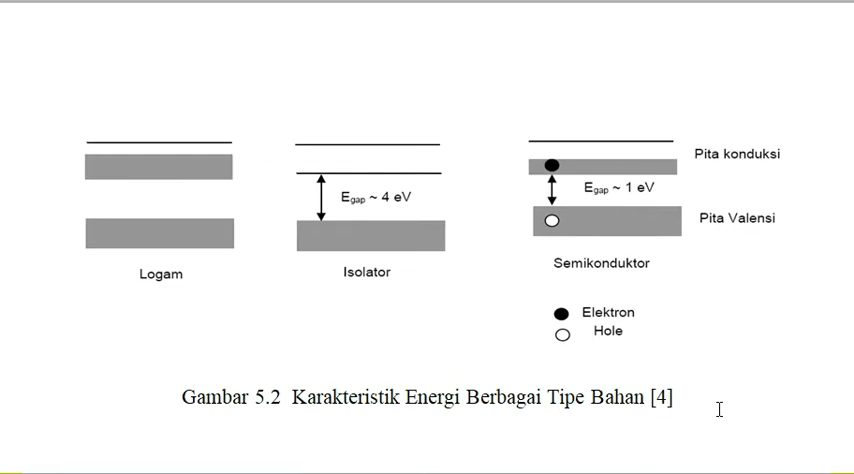 Pita konduksi
Egap ~ 4 eV
Egap ~ 1 eV
Pita Valensi
Logam
Isolator
Semikonduktor
Elektron
Hole
Gambar 5.2 Karakteristik Energi Berbagai Tipe Bahan [4]